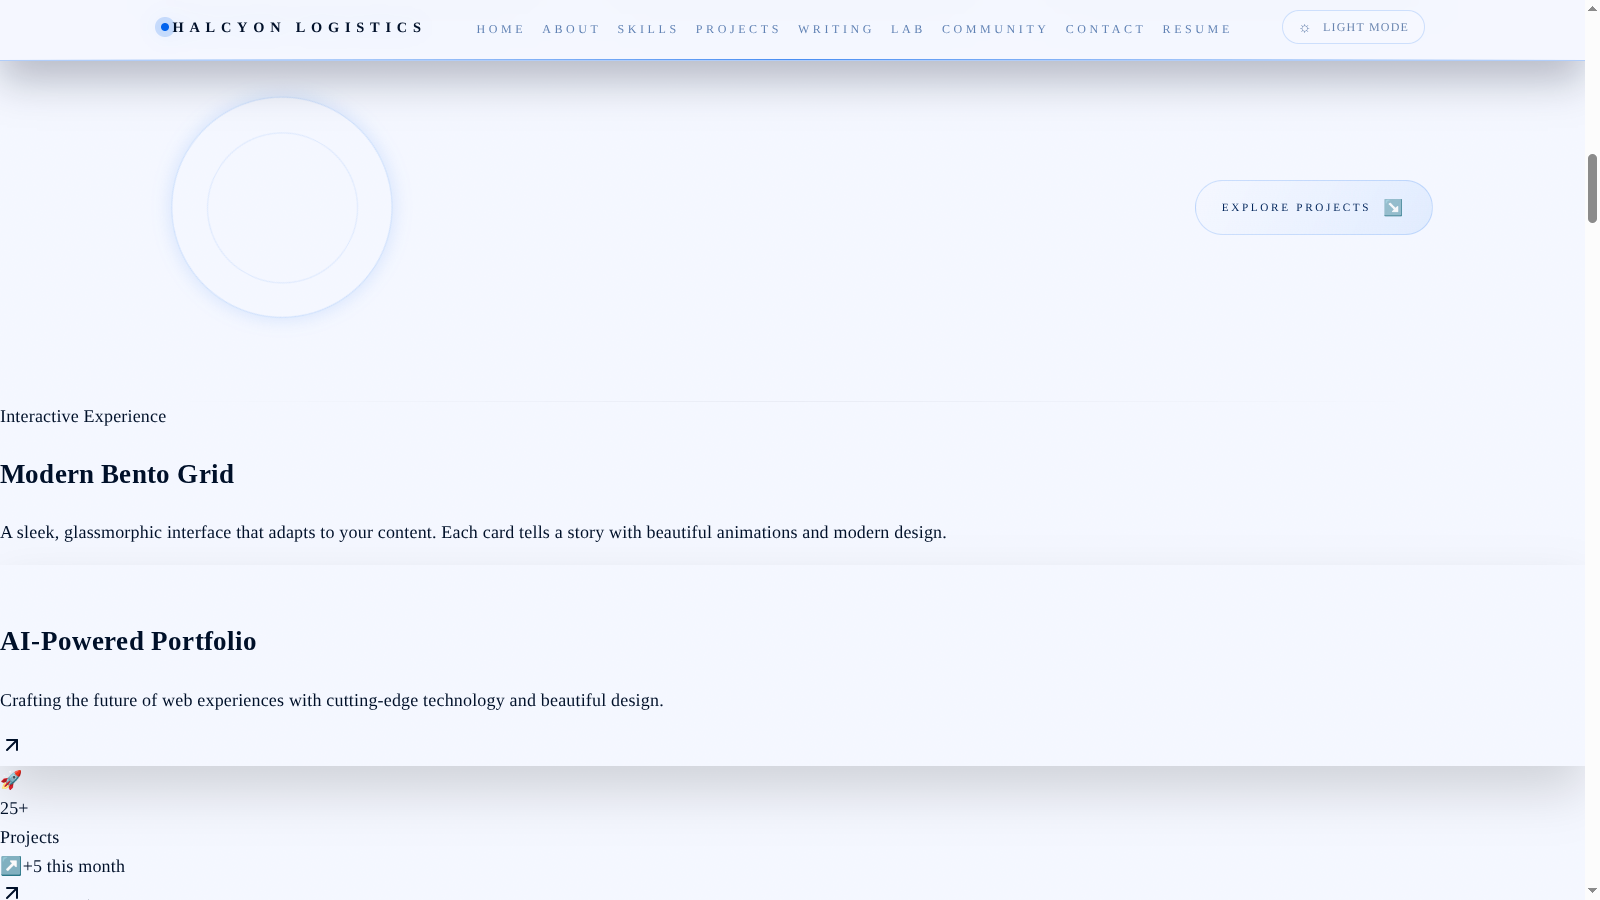 HALCYON LOGISTICS
HOME ABOUT SKILLS PROJECTS WRITING LAB COMMUNITY CONTACT RESUME
LIGHT MODE
EXPLORE PROJECTS
Interactive Experience
Modern Bento Grid
A sleek, glassmorphic interface that adapts to your content. Each card tells a story with beautiful animations and modern design.
AI-Powered Portfolio
Crafting the future of web experiences with cutting-edge technology and beautiful design.
25+
Projects
+5 this month